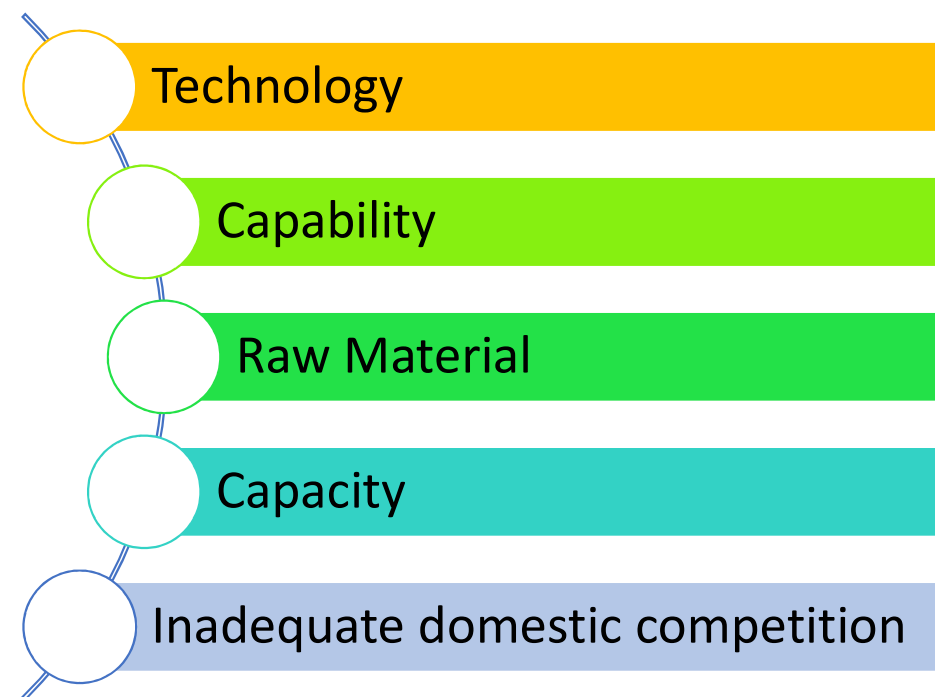 Technology
Capability
Raw Material
Capacity
Inadequate domestic competition